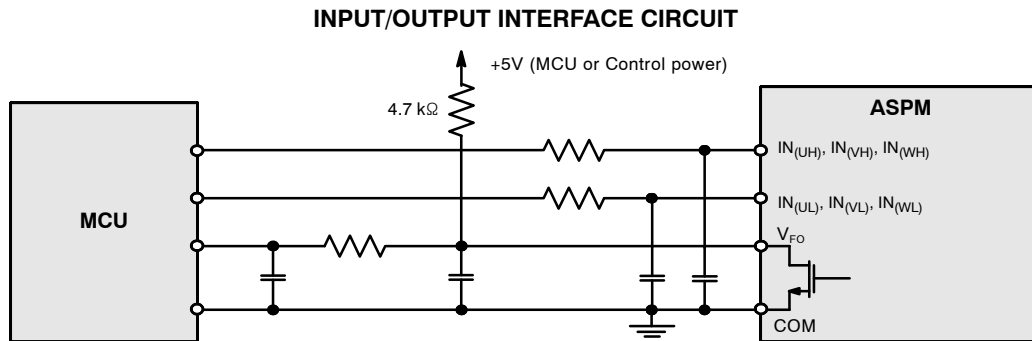 INPUT/OUTPUT INTERFACE CIRCUIT
+5V (MCU or Control power)
4.7 kΩ
ASPM
IN(UH), IN(VH), IN(WH)
IN(UL), IN(VL), IN(WL)
MCU
VFO
COM